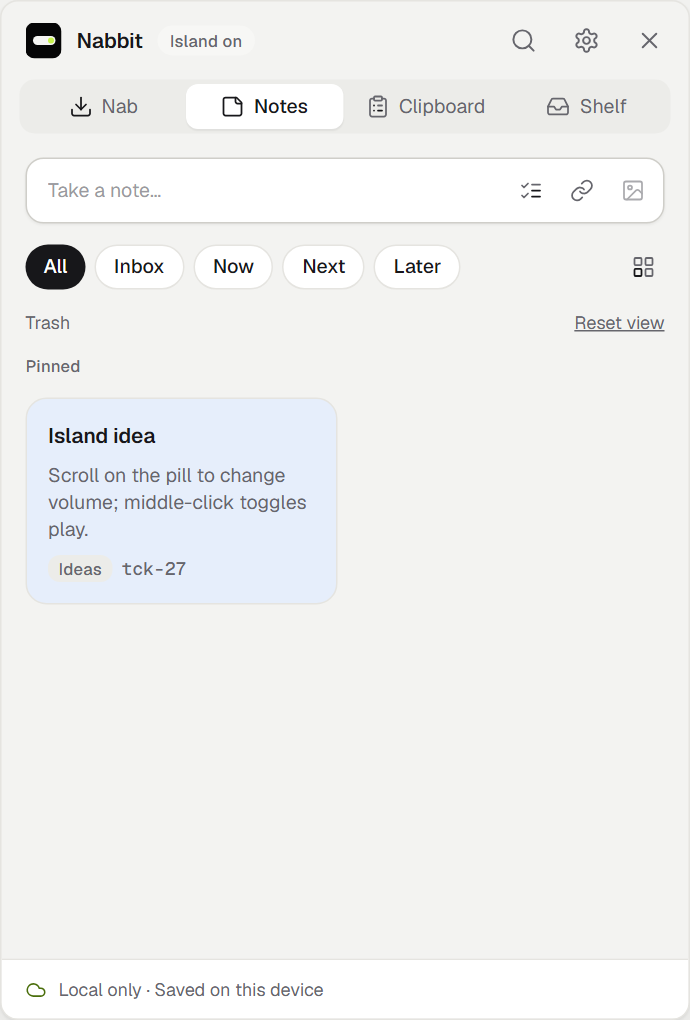 Nabbit Island on
Nab Notes Clipboard Shelf
Take a note...
All Inbox Now Next Later
Trash Reset view
Pinned
Island idea
Scroll on the pill to change
volume; middle-click toggles
play.
Ideas tck-27
Local only · Saved on this device